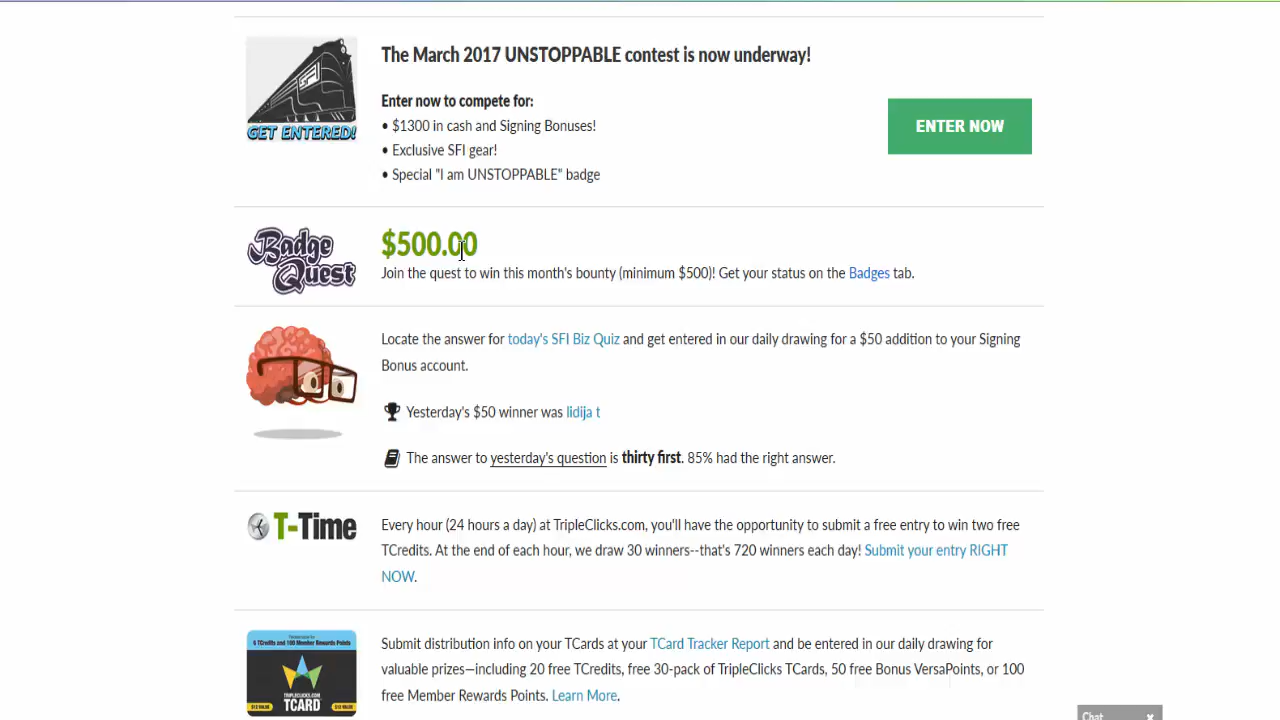 The March 2017 UNSTOPPABLE contest is now underway!
GET ENTERED!
Enter now to compete for:
• $1300 in cash and Signing Bonuses!
• Exclusive SFI gear!
• Special "I am UNSTOPPABLE" badge
ENTER NOW
Badge
Quest
$500.00
Join the quest to win this month's bounty (minimum $500)! Get your status on the Badges tab.
Locate the answer for today's SFI Biz Quiz and get entered in our daily drawing for a $50 addition to your Signing
Bonus account.
Yesterday's $50 winner was lidija t
The answer to yesterday's question is thirty first. 85% had the right answer.
T-Time
Every hour (24 hours a day) at TripleClicks.com, you'll have the opportunity to submit a free entry to win two free
TCredits. At the end of each hour, we draw 30 winners--that's 720 winners each day! Submit your entry RIGHT
NOW.
6 TCredits and 100 Member Rewards Points
TRIPLECLICKS.COM
TCARD
Submit distribution info on your TCards at your TCard Tracker Report and be entered in our daily drawing for
valuable prizes—including 20 free TCredits, free 30-pack of TripleClicks TCards, 50 free Bonus VersaPoints, or 100
free Member Rewards Points. Learn More.
Chat